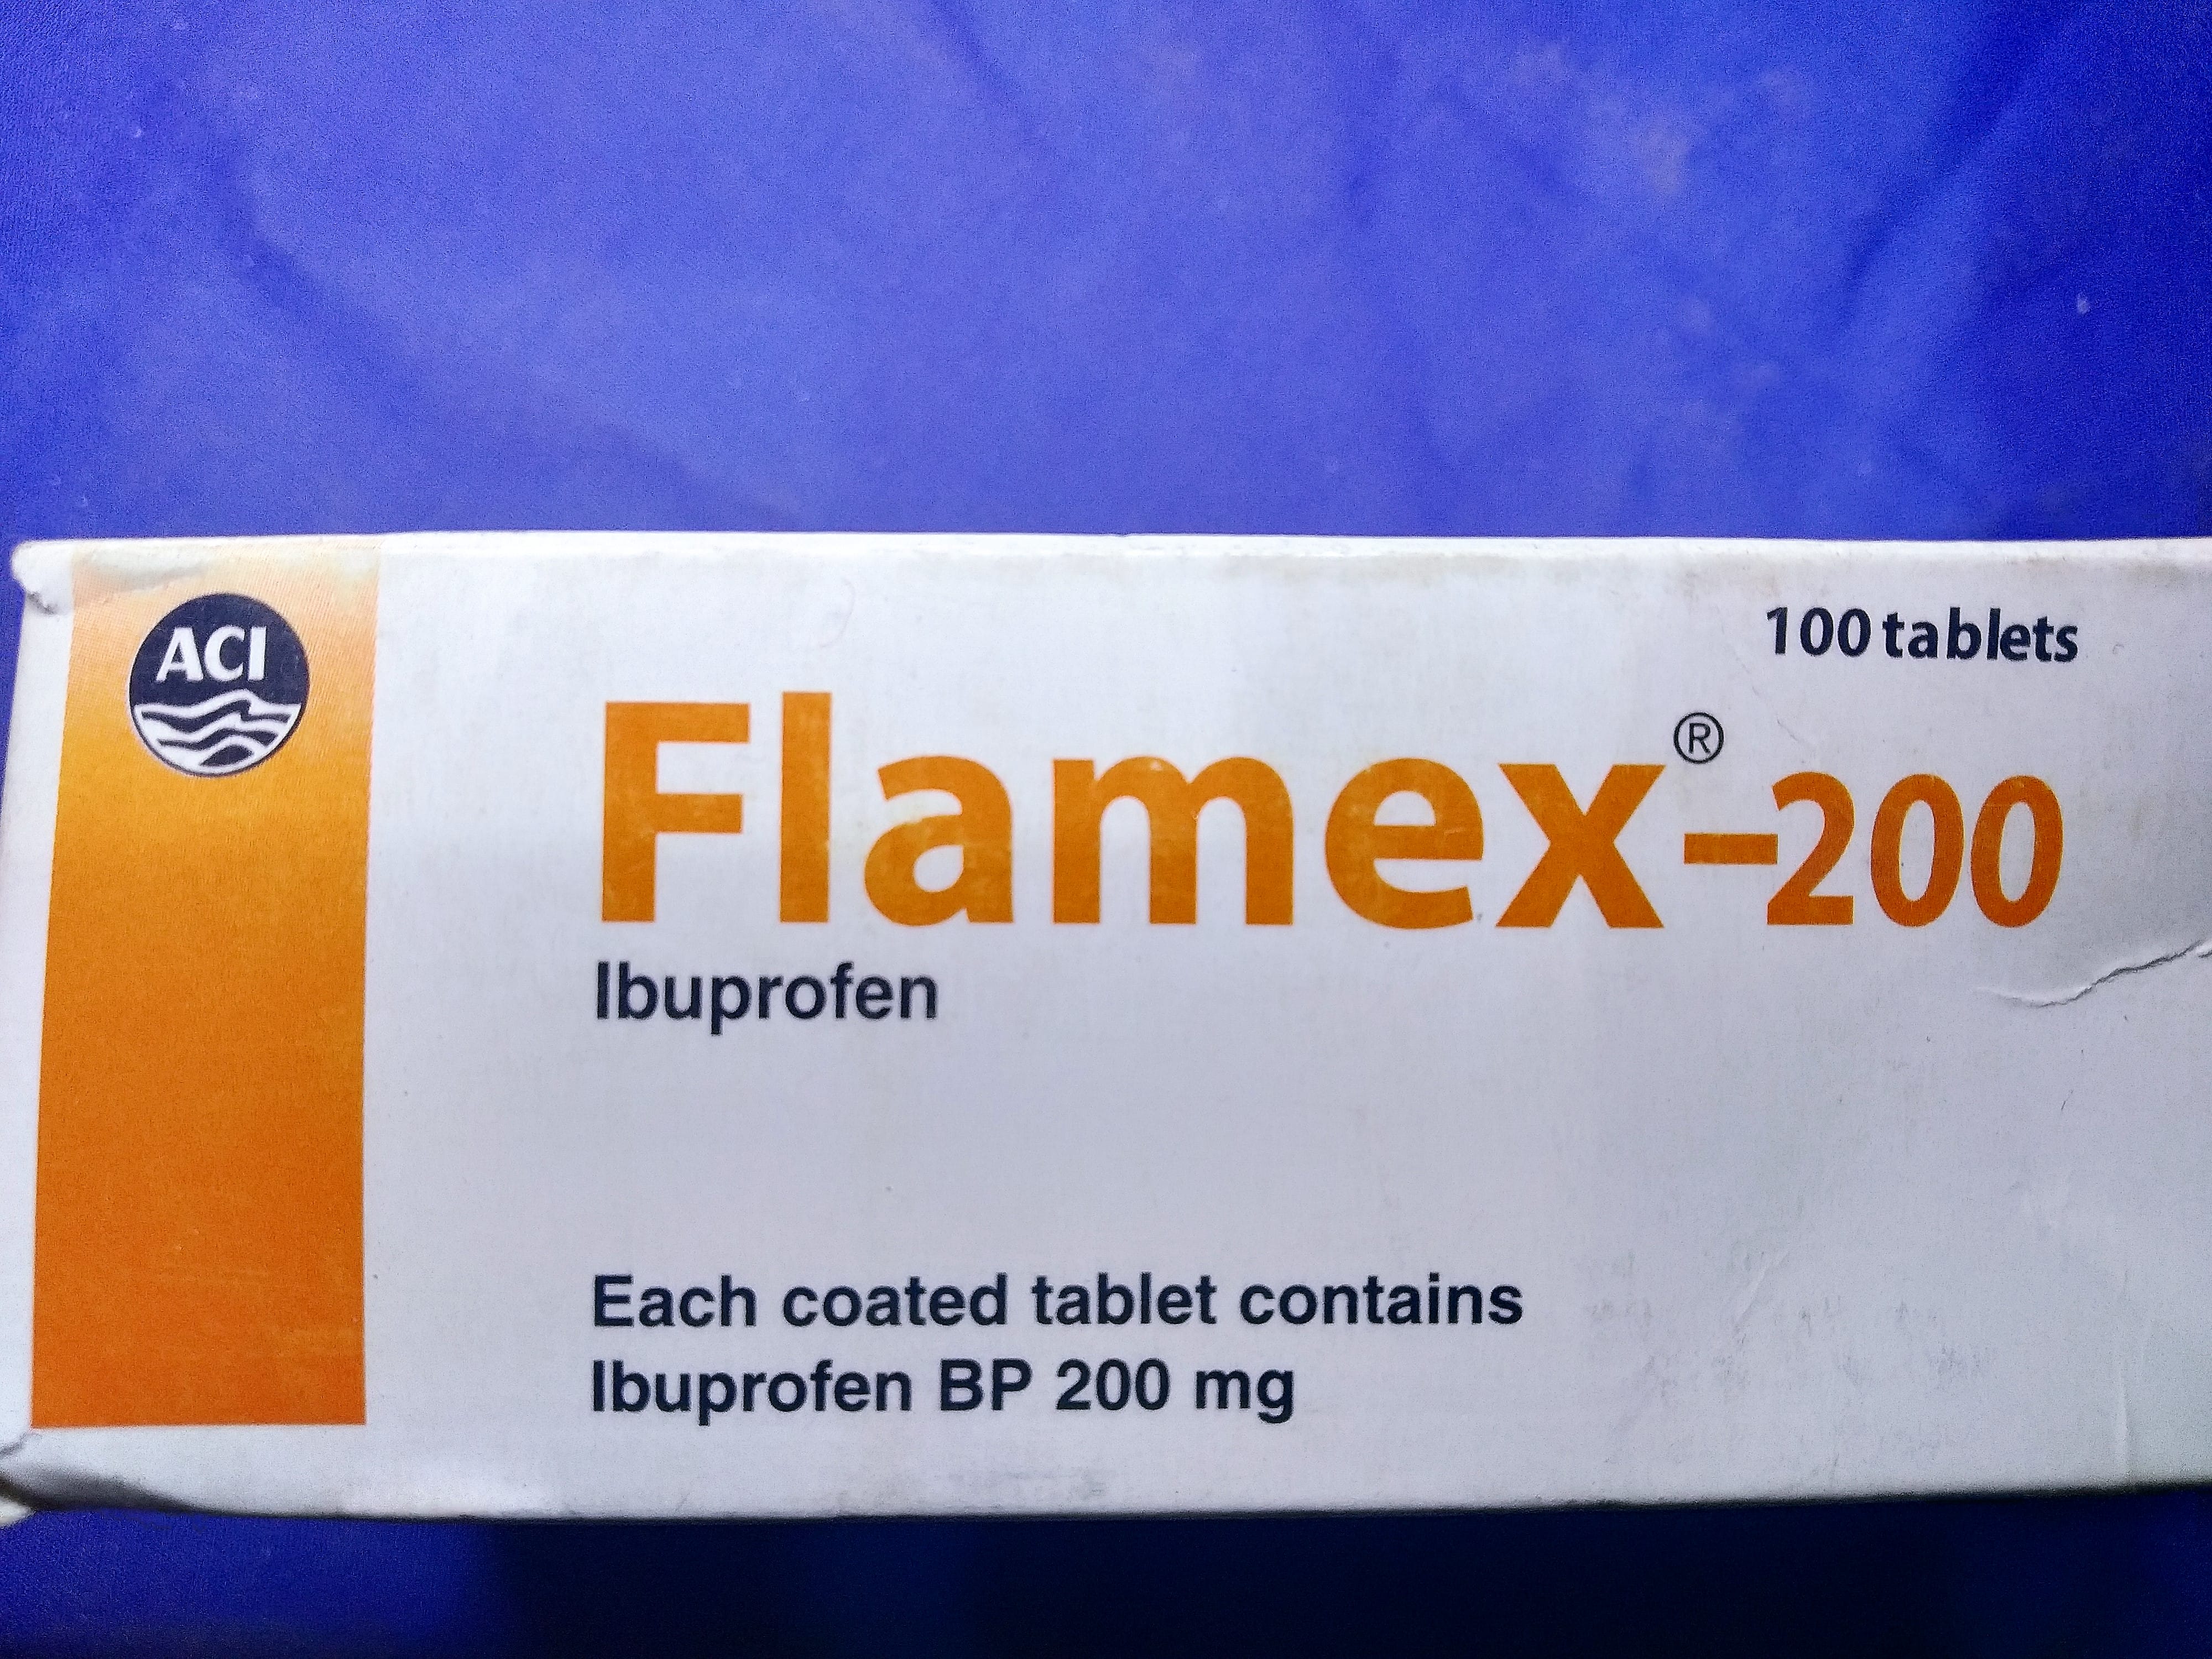 ACI
100 tablets
Flamex®-200
Ibuprofen
Each coated tablet contains
Ibuprofen BP 200 mg